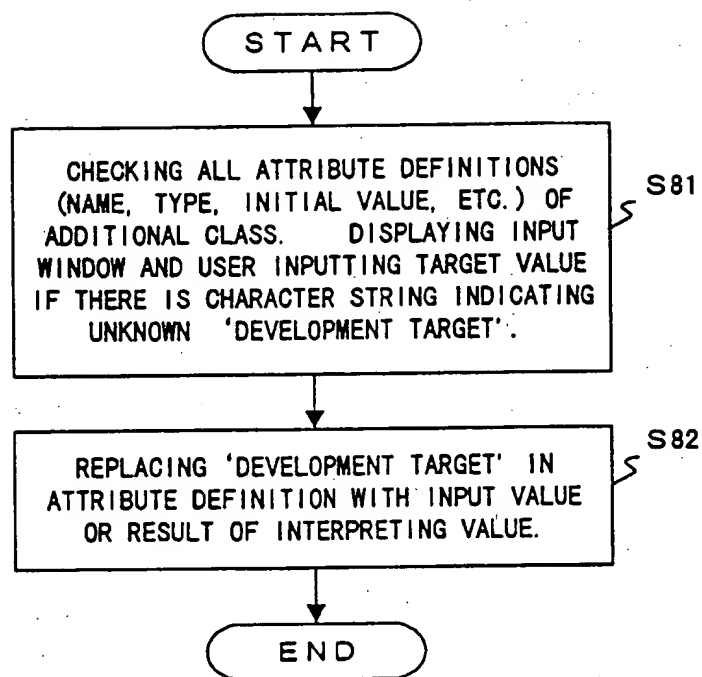 START
CHECKING ALL ATTRIBUTE DEFINITIONS
(NAME, TYPE, INITIAL VALUE, ETC.) OF
ADDITIONAL CLASS. DISPLAYING INPUT
WINDOW AND USER INPUTTING TARGET VALUE
IF THERE IS CHARACTER STRING INDICATING
UNKNOWN 'DEVELOPMENT TARGET'.
S81
REPLACING 'DEVELOPMENT TARGET' IN
ATTRIBUTE DEFINITION WITH INPUT VALUE
OR RESULT OF INTERPRETING VALUE.
S82
END